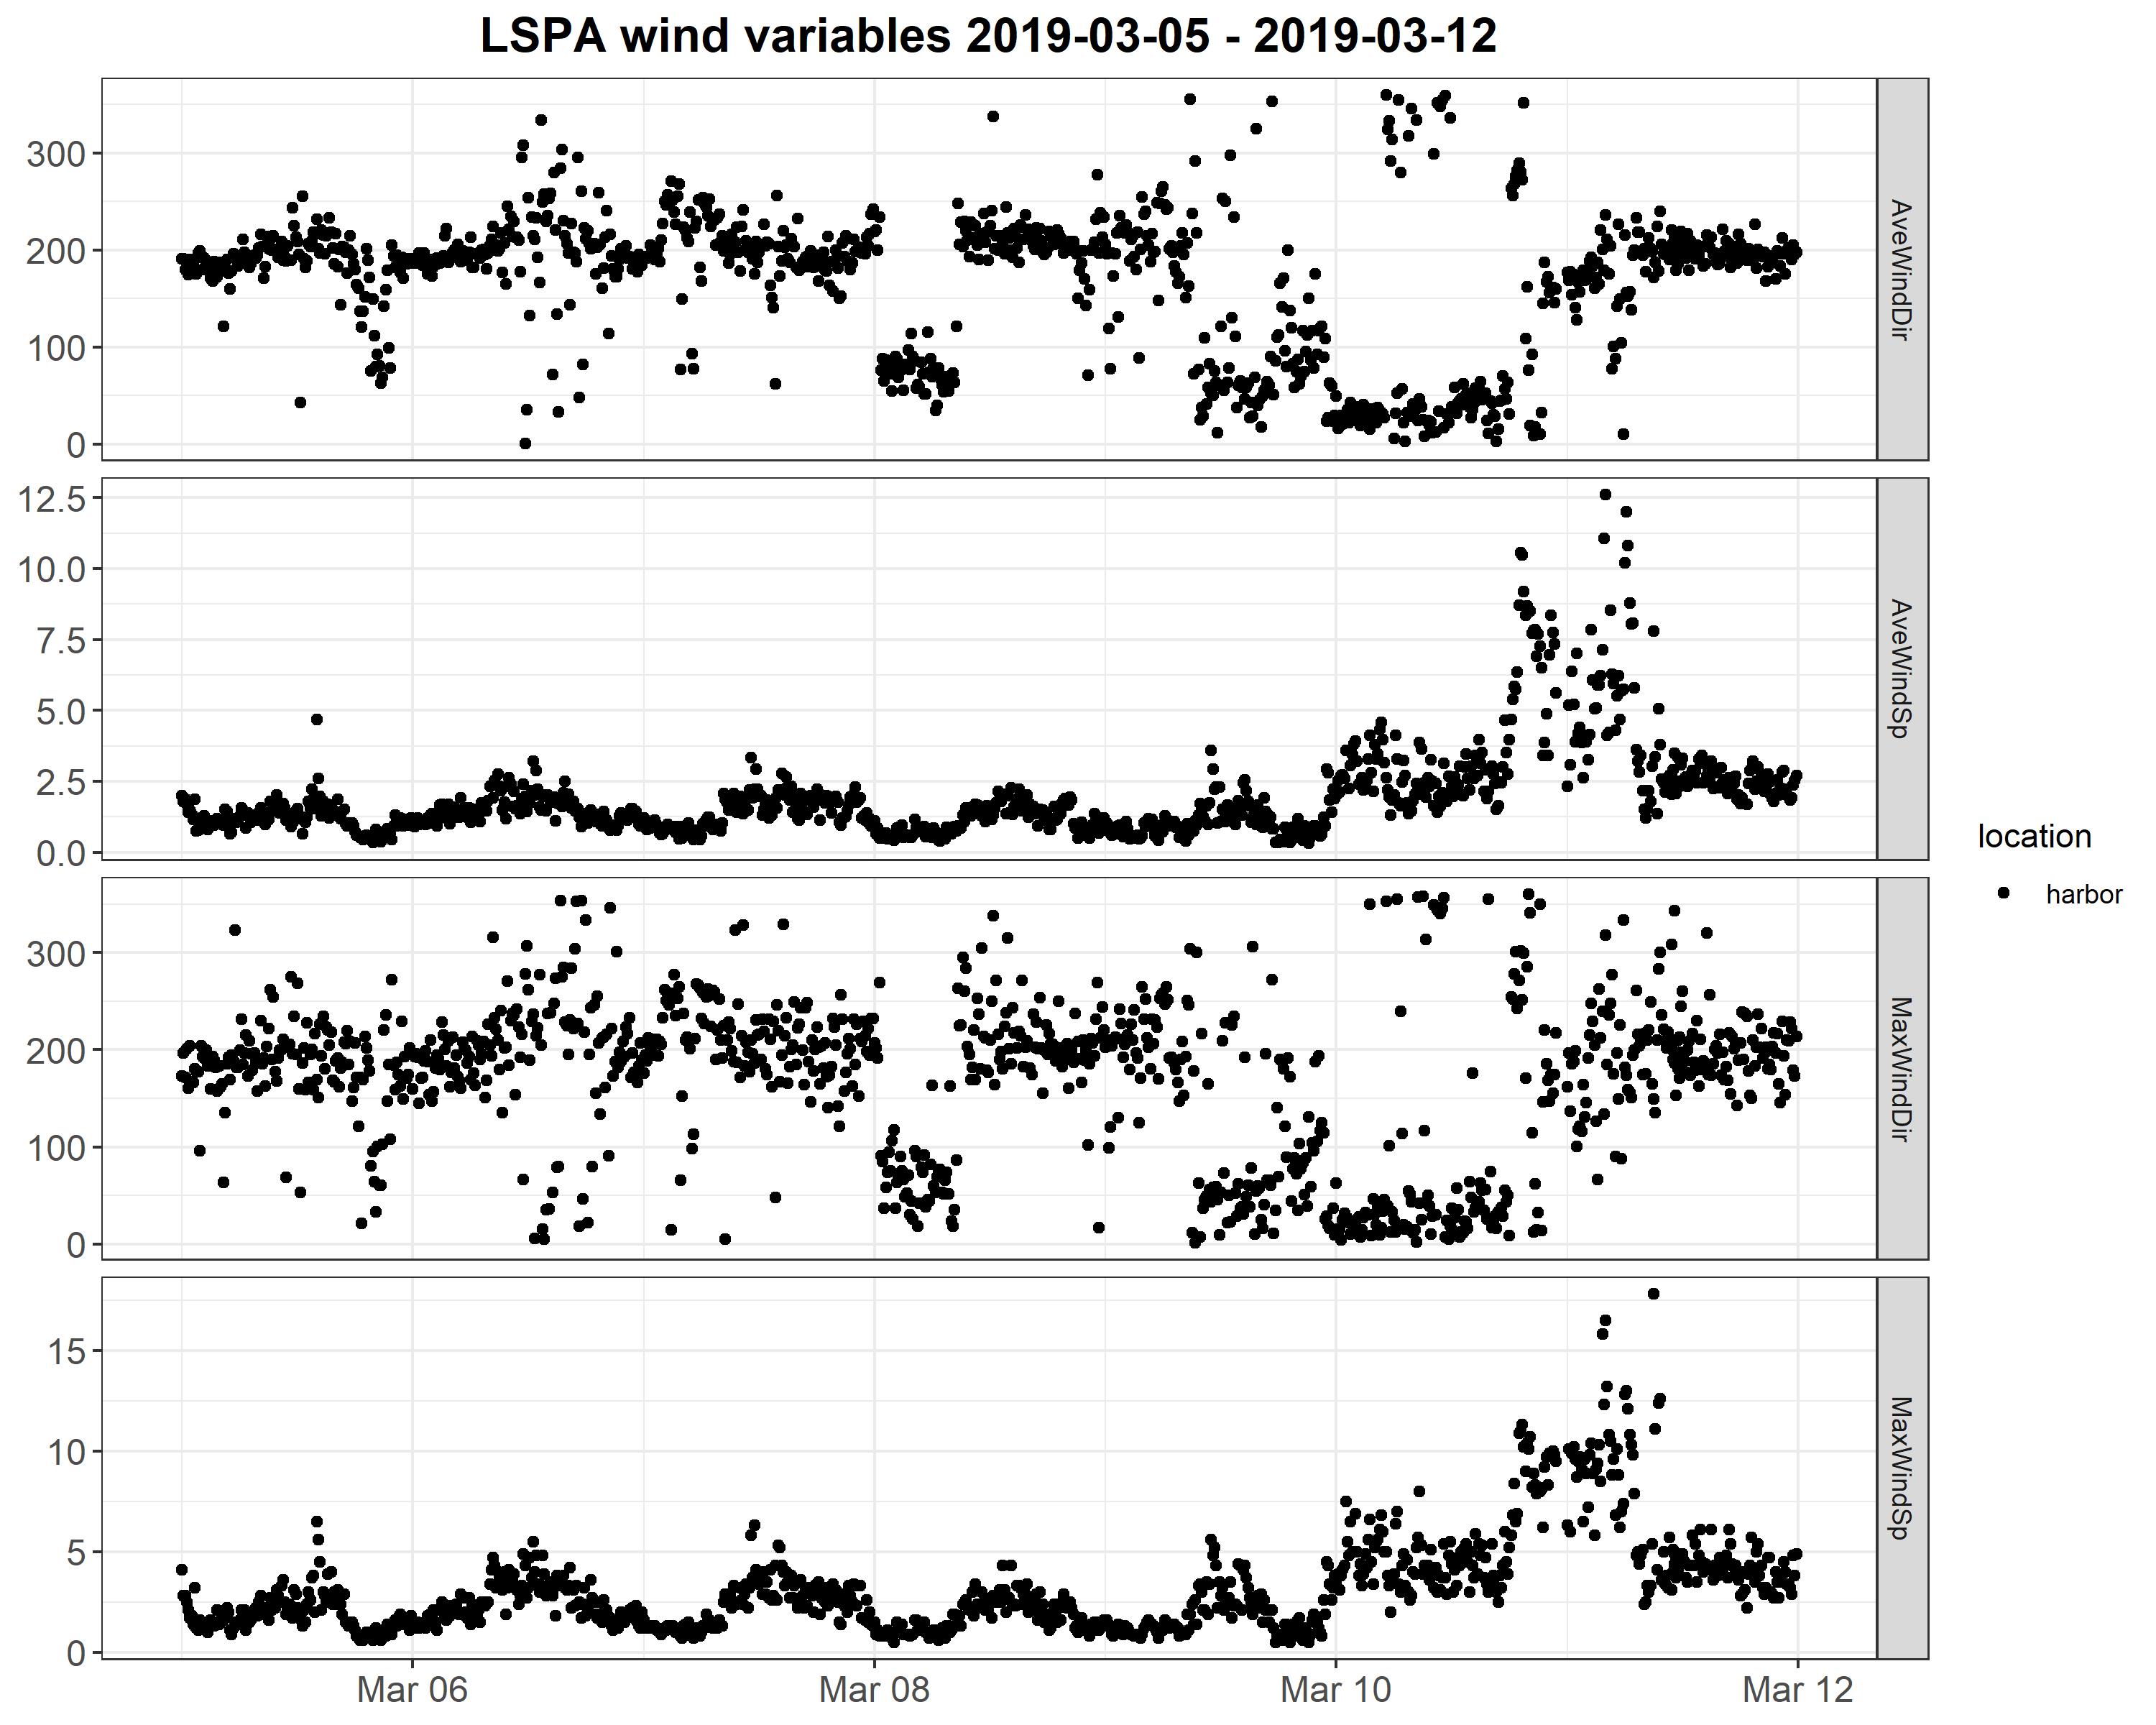 LSPA wind variables 2019-03-05 - 2019-03-12
300
200
100
0
AveWindDir
12.5
10.0
7.5
5.0
2.5
0.0
AveWindSp
location
harbor
300
200
100
0
MaxWindDir
15
10
5
0
MaxWindSp
Mar 06 Mar 08 Mar 10 Mar 12